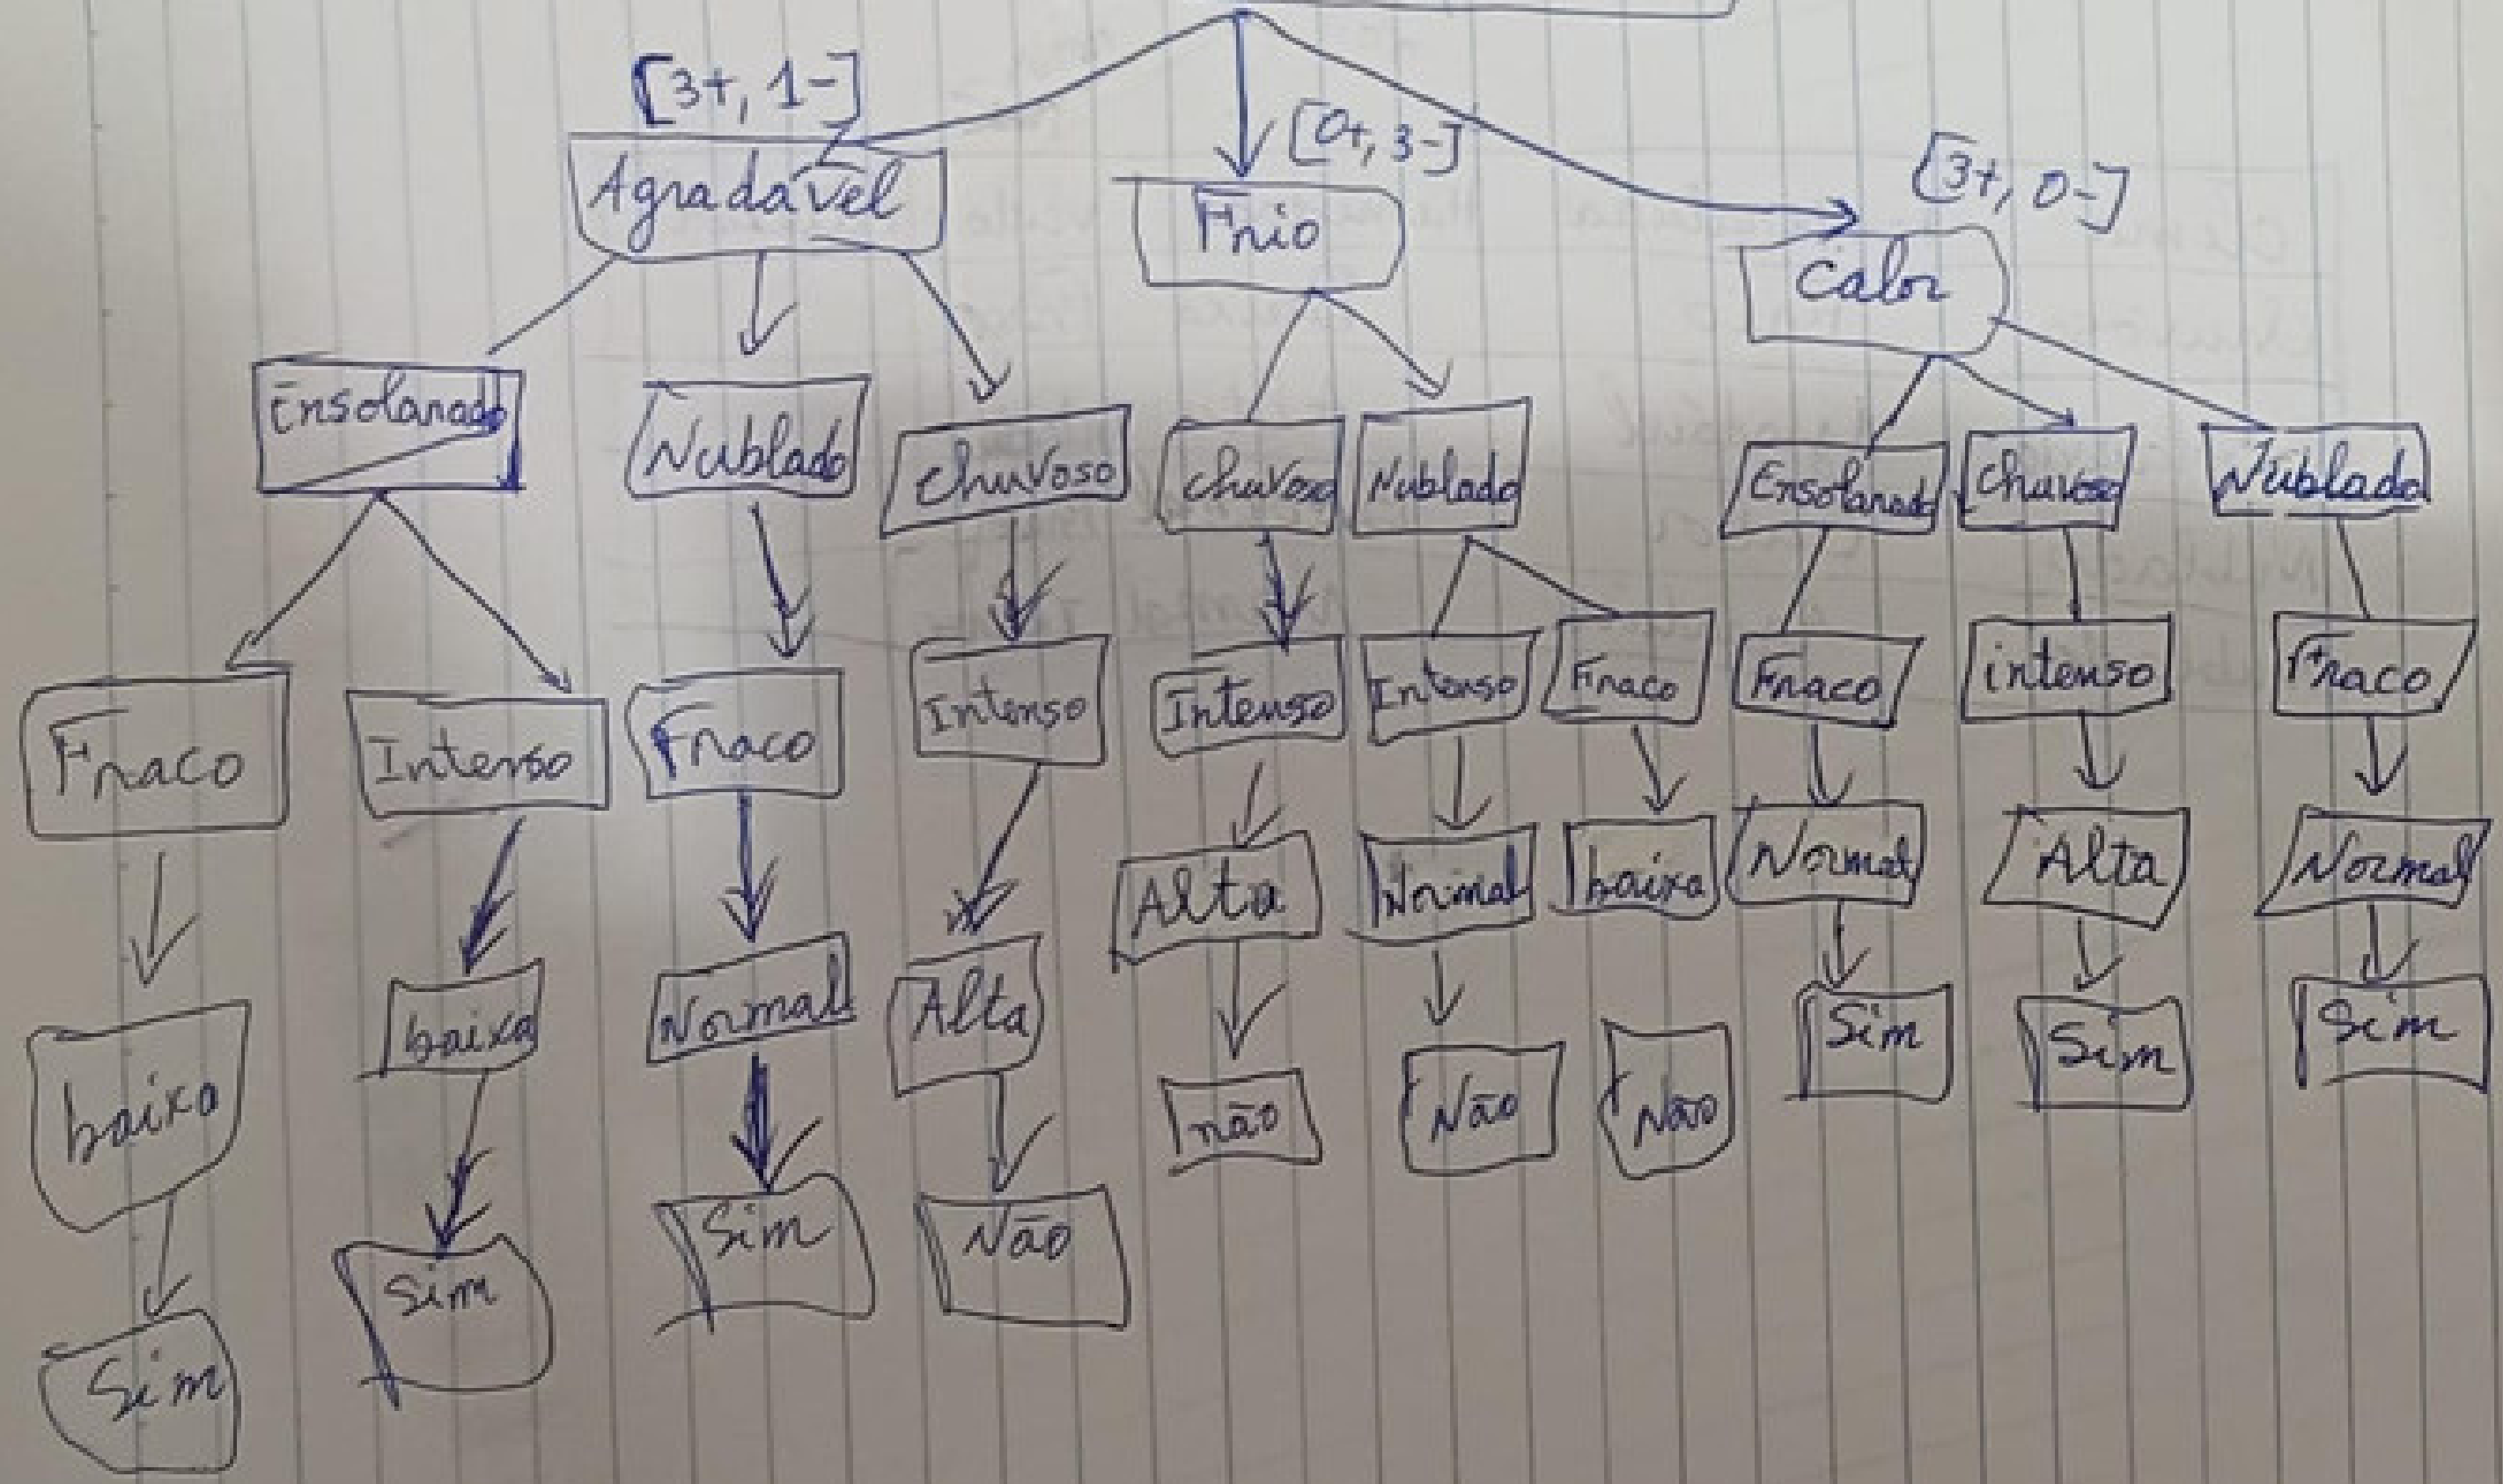 [3+, 1-]
[0+, 3-]
[3+, 0-]
Agradável
Frio
Calor
Ensolarado
Nublado
Chuvoso
Chuvoso
Nublado
Ensolarado
Chuvoso
Nublado
Fraco
Intenso
Fraco
Intenso
Intenso
Intenso
Fraco
Fraco
intenso
Fraco
baixa
baixa
Normal
Alta
Alta
Normal
baixa
Normal
Alta
Normal
Sim
Sim
Sim
Não
não
Não
Não
Sim
Sim
Sim